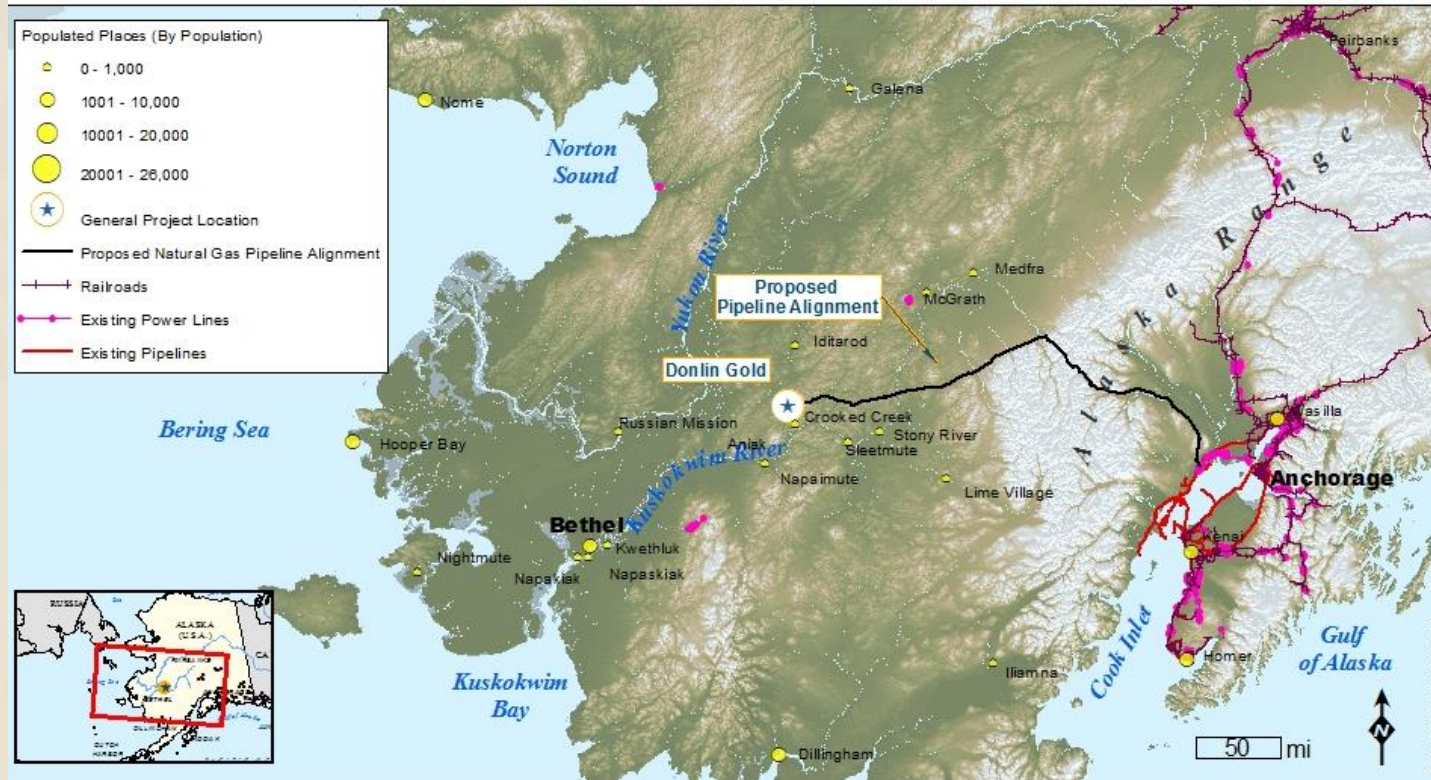 Populated Places (By Population)
0 - 1,000
1001 - 10,000
10001 - 20,000
20001 - 26,000
General Project Location
Proposed Natural Gas Pipeline Alignment
Railroads
Existing Power Lines
Existing Pipelines
Fairbanks
Nome
Galena
Norton
Sound
Alaska Range
Yukon River
Medfra
McGrath
Proposed
Pipeline Alignment
Iditarod
Donlin Gold
Crooked Creek
Bering Sea
Hooper Bay
Russian Mission
Aniak
Stony River
Sleetmute
Kuskokwim River
Napaimute
Lime Village
Wasilla
Anchorage
Bethel
Kwethluk
Kenai
Nightmute
Napakiak
Napaskiak
Cook Inlet
Gulf
of Alaska
Homer
Iliamna
Kuskokwim
Bay
Dillingham
50 mi
N
RUSSIA
ALASKA
(U.S.A.)
CA
BETHEL
DUTCH
HARBOR